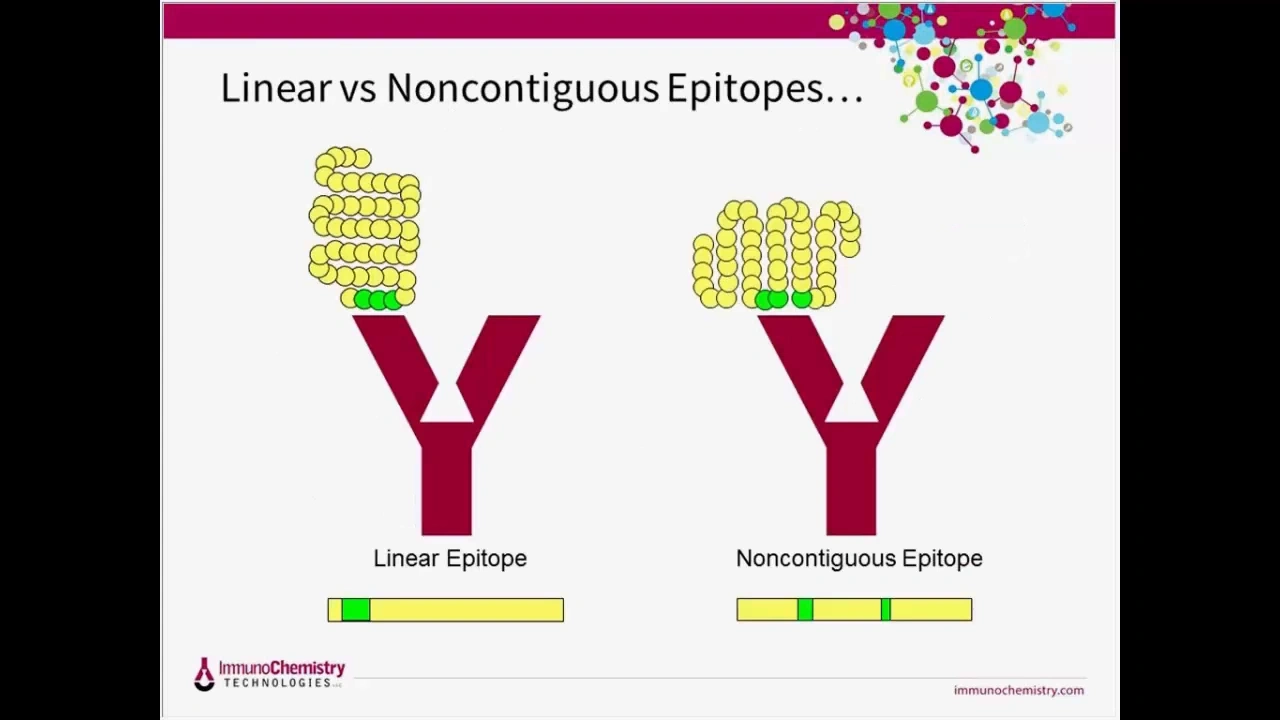 Linear vs Noncontiguous Epitopes…
Linear Epitope
Noncontiguous Epitope
ImmunoChemistry
TECHNOLOGIES
immunochemistry.com